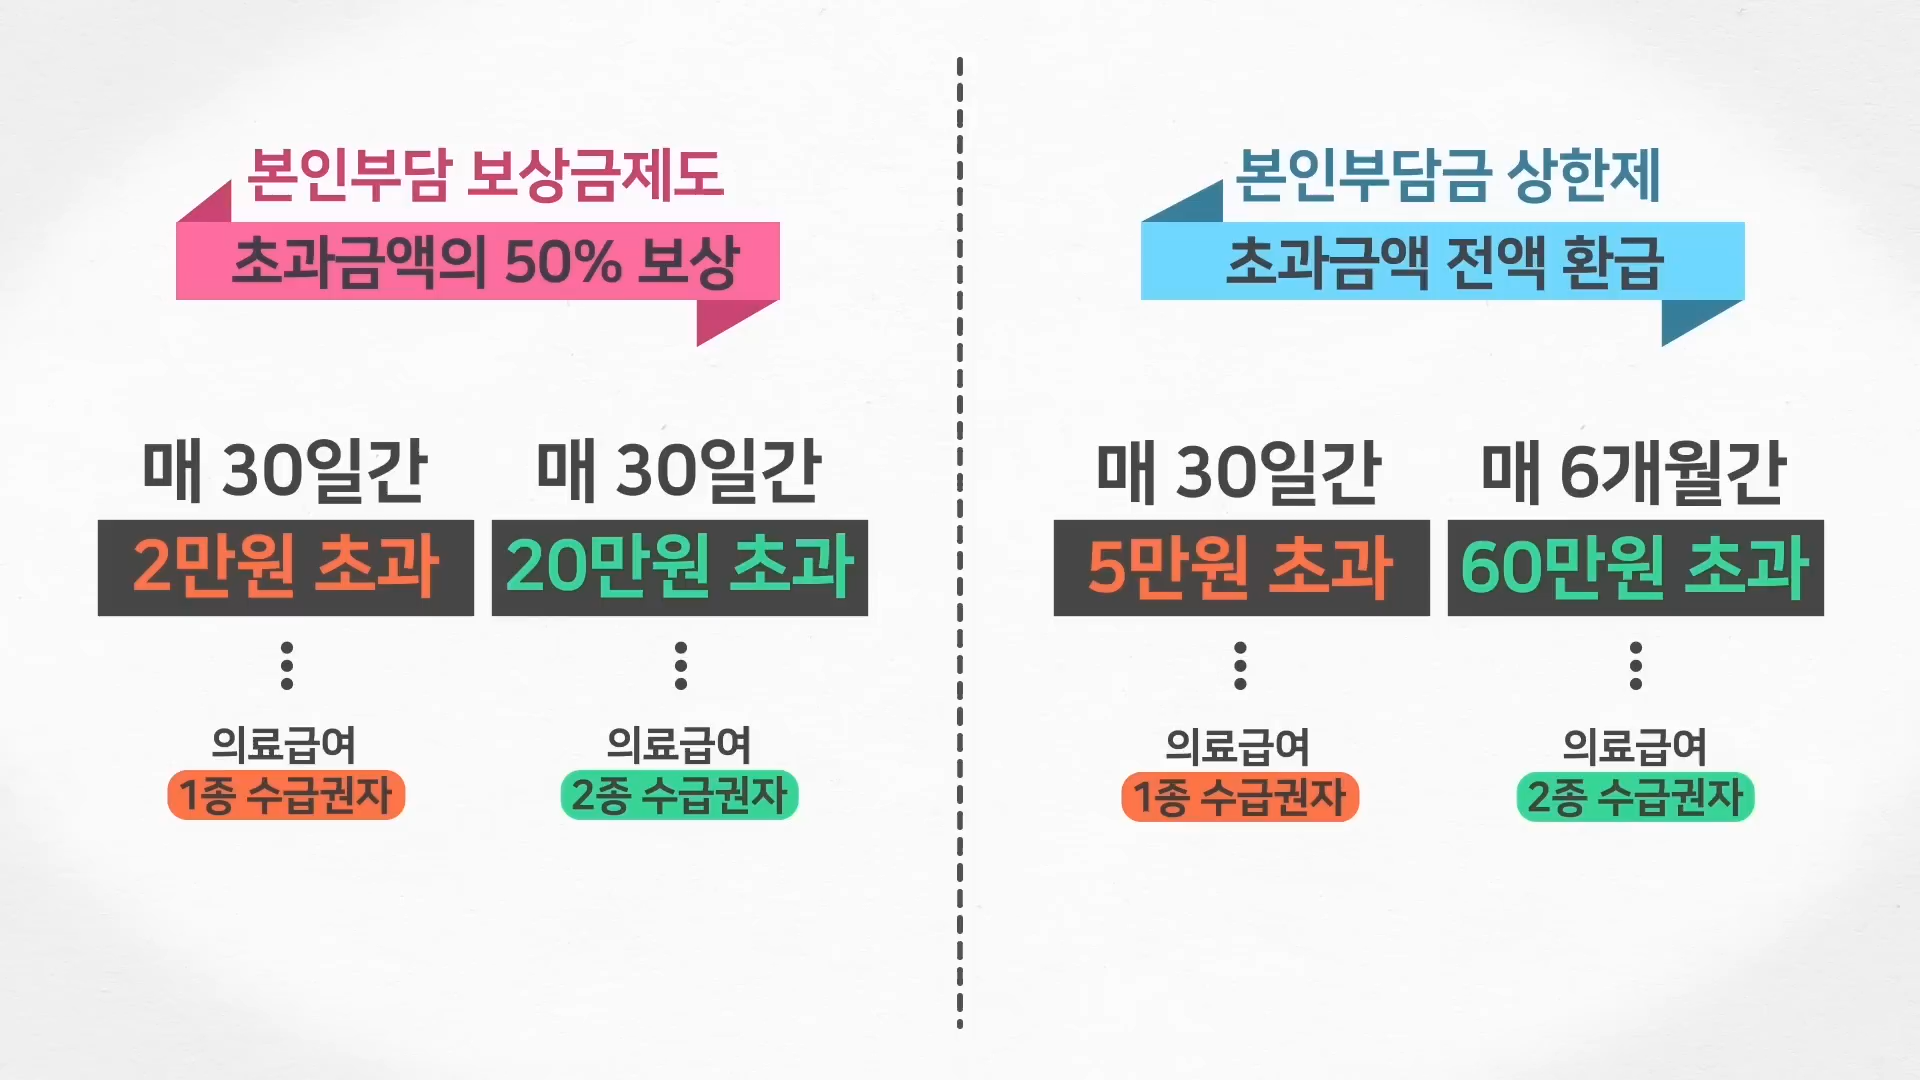 본인부담 보상금제도
초과금액의 50% 보상
매 30일간
2만원 초과
의료급여
1종 수급권자
매 30일간
20만원 초과
의료급여
2종 수급권자
본인부담금 상한제
초과금액 전액 환급
매 30일간
5만원 초과
의료급여
1종 수급권자
매 6개월간
60만원 초과
의료급여
2종 수급권자